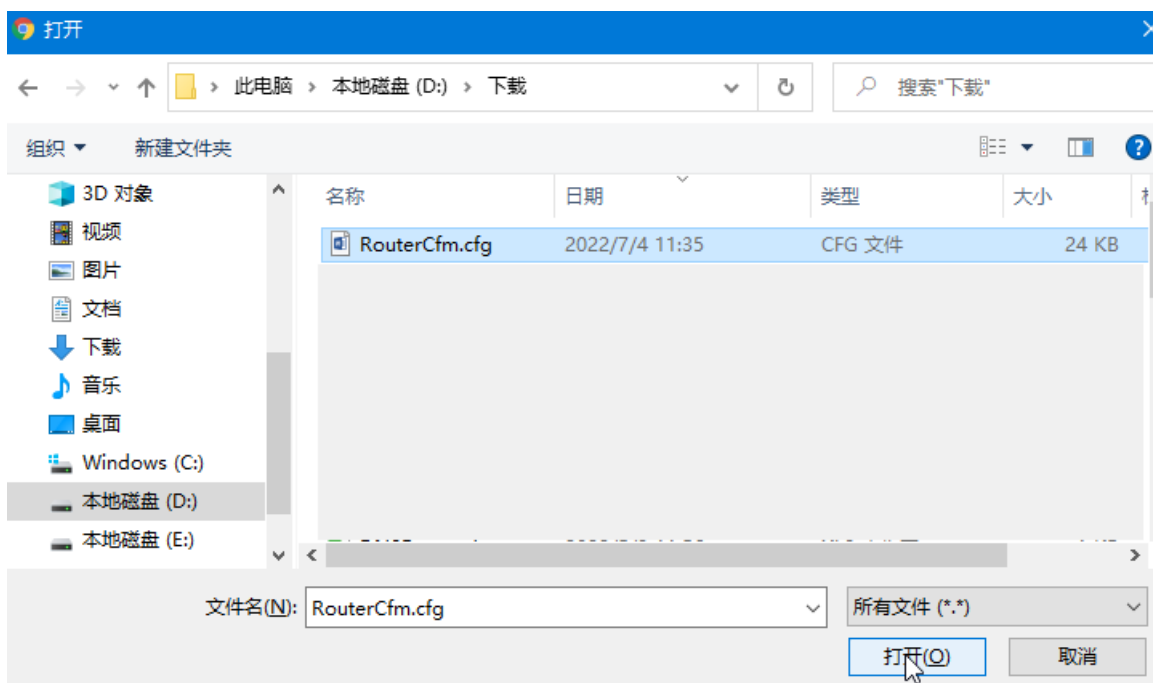 打开
此电脑 › 本地磁盘 (D:) › 下载
搜索"下载"
组织
新建文件夹
名称 日期 类型 大小
3D 对象
视频
图片
文档
下载
音乐
桌面
Windows (C:)
本地磁盘 (D:)
本地磁盘 (E:)
RouterCfm.cfg 2022/7/4 11:35 CFG 文件 24 KB
文件名(N): RouterCfm.cfg
所有文件 (*.*)
打开(O)
取消